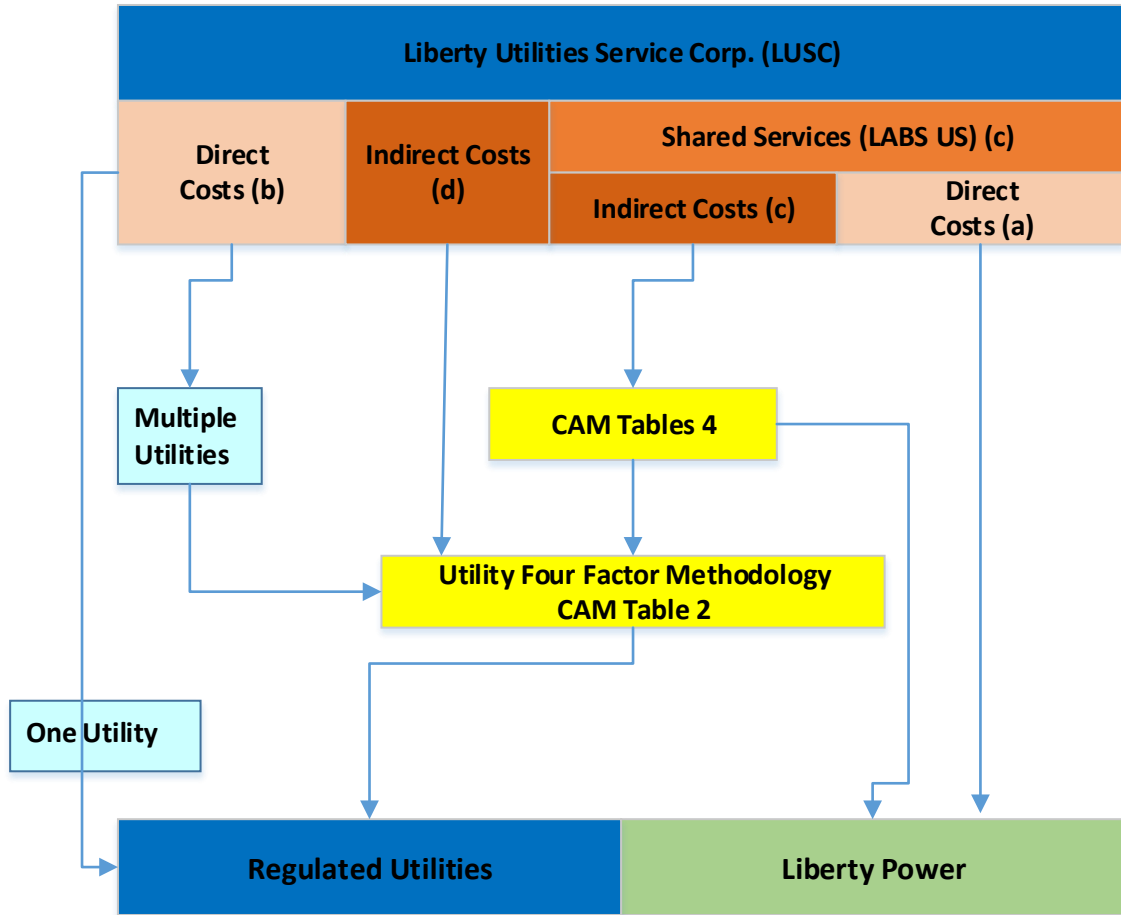 Liberty Utilities Service Corp. (LUSC)
Direct
Costs (b)
Indirect Costs
(d)
Shared Services (LABS US) (c)
Indirect Costs (c)
Direct
Costs (a)
Multiple
Utilities
CAM Tables 4
Utility Four Factor Methodology
CAM Table 2
One Utility
Regulated Utilities
Liberty Power